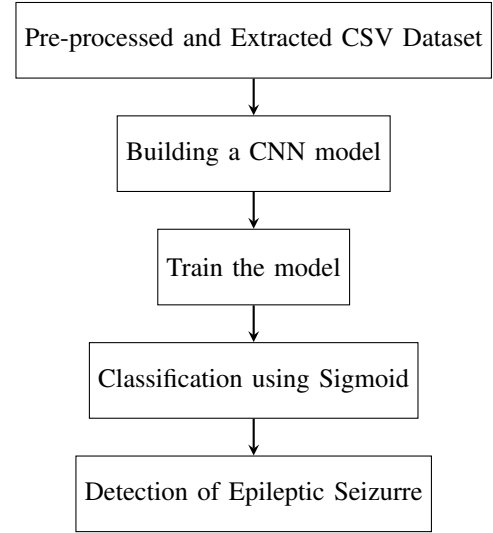 Pre-processed and Extracted CSV Dataset
Building a CNN model
Train the model
Classification using Sigmoid
Detection of Epileptic Seizurre